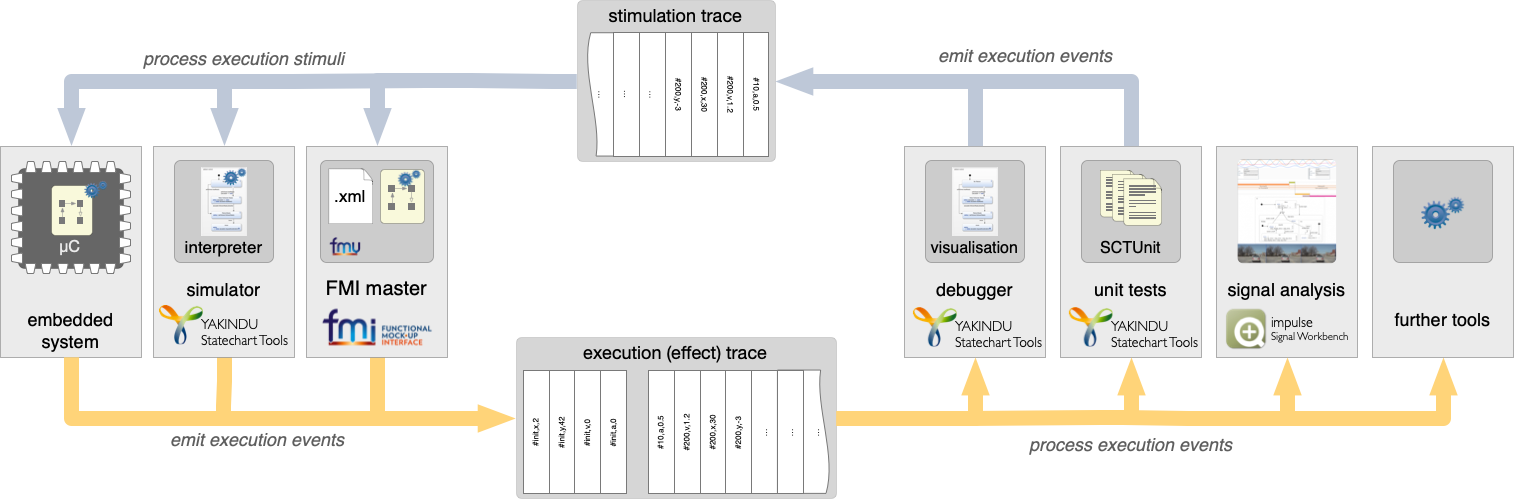 stimulation trace
...
...
...
#200,y,-3
#200,x,30
#200,v,1.2
#10,a,0.5
process execution stimuli
emit execution events
µC
embedded
system
interpreter
simulator
YAKINDU
Statechart Tools
.xml
fmu
FMI master
fmi FUNCTIONAL
MOCK-UP
INTERFACE
visualisation
debugger
YAKINDU
Statechart Tools
SCTUnit
unit tests
YAKINDU
Statechart Tools
signal analysis
impulse
Signal Workbench
further tools
execution (effect) trace
#init,x,2
#init,y,42
#init,v,0
#init,a,0
#10,a,0.5
#200,v,1.2
#200,x,30
#200,y,-3
...
...
...
emit execution events
process execution events